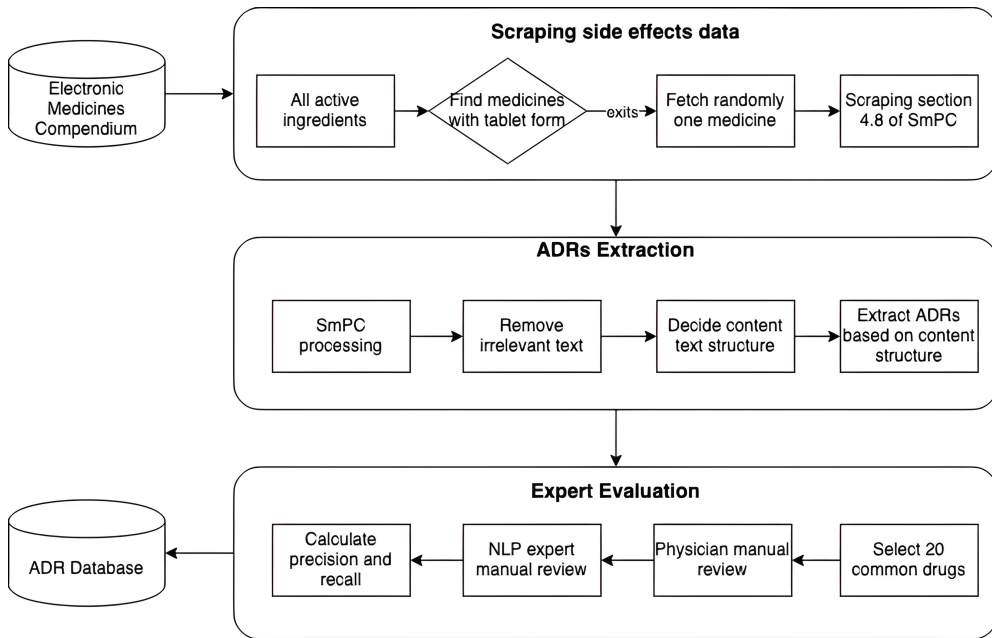 Scraping side effects data
Electronic
Medicines
Compendium
All active
ingredients
Find medicines
with tablet form
exits
Fetch randomly
one medicine
Scraping section
4.8 of SmPC
ADRs Extraction
SmPC
processing
Remove
irrelevant text
Decide content
text structure
Extract ADRs
based on content
structure
Expert Evaluation
ADR Database
Calculate
precision and
recall
NLP expert
manual review
Physician manual
review
Select 20
common drugs